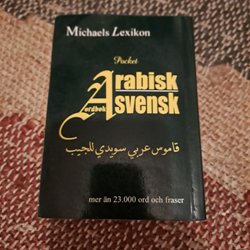 Michaels Lexikon
Pocket
Arabisk
ordbok
svensk
قاموس عربي سويدي للجيب
mer än 23.000 ord och fraser